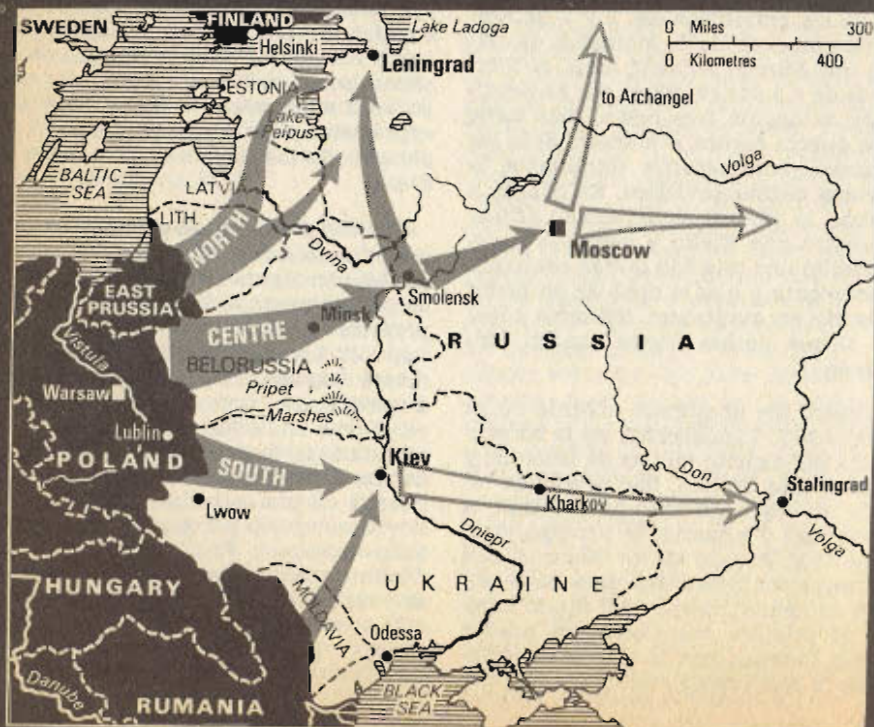 SWEDEN
FINLAND
Helsinki
Lake Ladoga
Leningrad
0 Miles 300
0 Kilometres 400
to Archangel
ESTONIA
Lake
Peipus
Volga
BALTIC
SEA
LATVIA
LITH.
NORTH
Dvina
Moscow
EAST
PRUSSIA
Smolensk
CENTRE
Minsk
RUSSIA
Vistula
BELORUSSIA
Pripet
Marshes
Warsaw
Lublin
POLAND
SOUTH
Kiev
Don
Stalingrad
Lwow
Kharkov
Volga
Dniepr
HUNGARY
UKRAINE
MOLDAVIA
Odessa
Danube
RUMANIA
BLACK
SEA